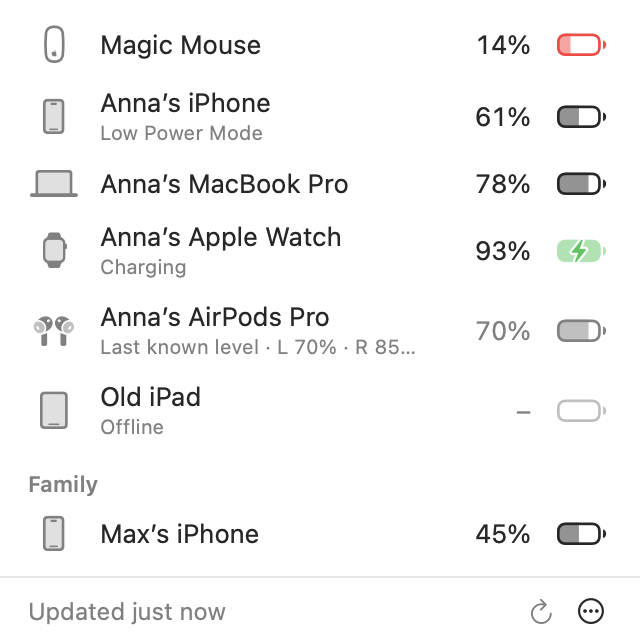 Magic Mouse 14%
Anna’s iPhone 61%
Low Power Mode
Anna’s MacBook Pro 78%
Anna’s Apple Watch 93%
Charging
Anna’s AirPods Pro 70%
Last known level · L 70% · R 85...
Old iPad –
Offline
Family
Max’s iPhone 45%
Updated just now